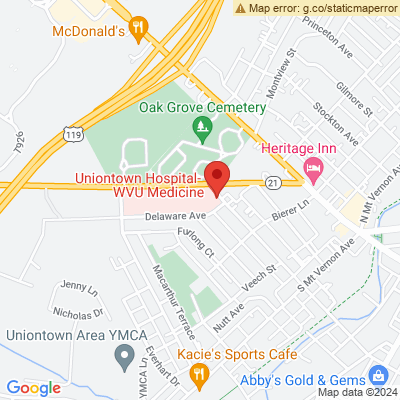 Map error: g.co/staticmaperror
McDonald's
Princeton Ave
Montview St
Gilmore St
Stockton Ave
Oak Grove Cemetery
7926
119
Heritage Inn
Uniontown Hospital-
WVU Medicine
21
N Mt Vernon Ave
Delaware Ave
Bierer Ln
Furlong Ct
S Mt Vernon Ave
Veech St
Jenny Ln
Macarthur Terrace
Nicholas Dr
Nutt Ave
Uniontown Area YMCA
YMCA Ln
Everhart Dr
Kacie's Sports Cafe
Abby's Gold & Gems
Google
Map data ©2024